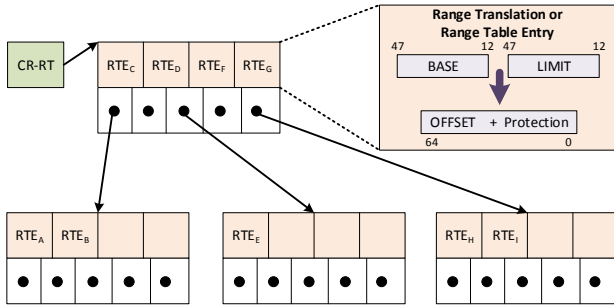 Range Translation or
Range Table Entry
47 12 47 12
BASE LIMIT
OFFSET + Protection
64 0
CR-RT
RTE_C RTE_D RTE_F RTE_G
RTE_A RTE_B
RTE_E
RTE_H RTE_I